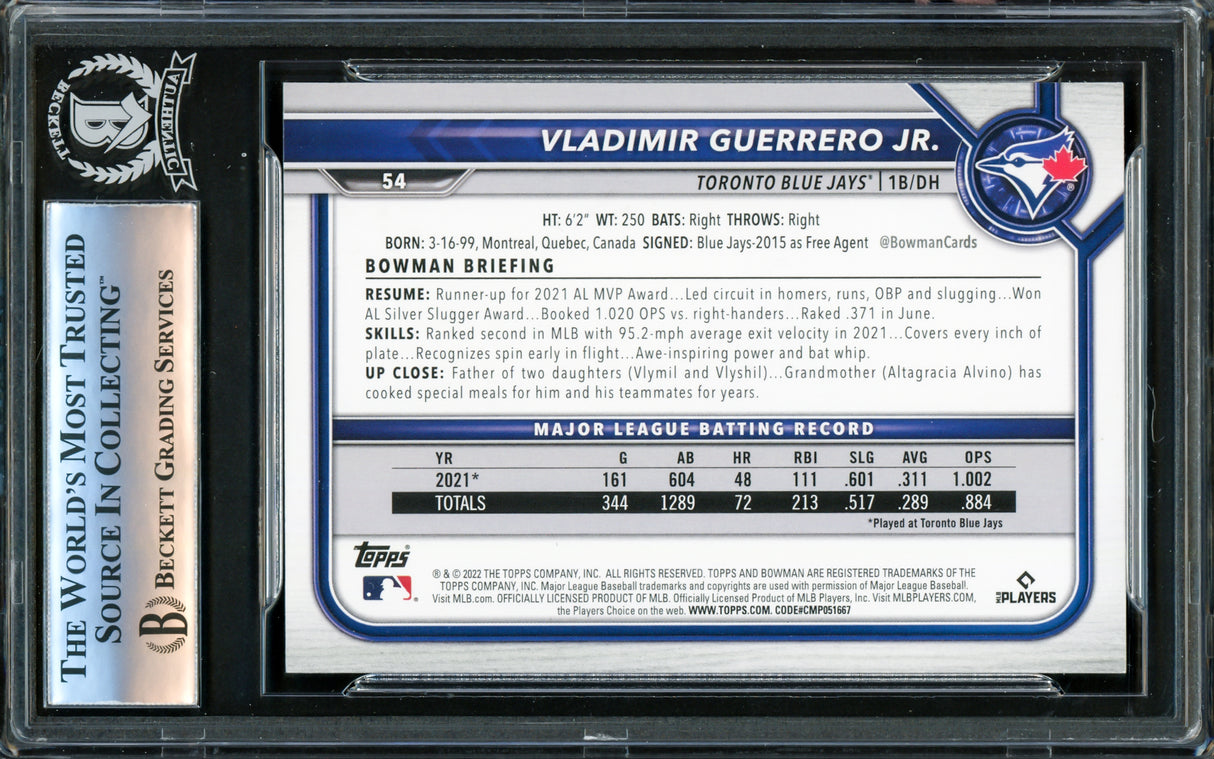 BECKETT
AUTHENTIC
B
THE WORLD'S MOST TRUSTED
SOURCE IN COLLECTING™
B BECKETT GRADING SERVICES
VLADIMIR GUERRERO JR.
54
TORONTO BLUE JAYS® | 1B/DH
HT: 6'2" WT: 250 BATS: Right THROWS: Right
BORN: 3-16-99, Montreal, Quebec, Canada SIGNED: Blue Jays-2015 as Free Agent @BowmanCards
BOWMAN BRIEFING
RESUME: Runner-up for 2021 AL MVP Award...Led circuit in homers, runs, OBP and slugging...Won
AL Silver Slugger Award...Booked 1.020 OPS vs. right-handers...Raked .371 in June.
SKILLS: Ranked second in MLB with 95.2-mph average exit velocity in 2021...Covers every inch of
plate...Recognizes spin early in flight...Awe-inspiring power and bat whip.
UP CLOSE: Father of two daughters (Vlymil and Vlyshil)...Grandmother (Altagracia Alvino) has
cooked special meals for him and his teammates for years.
MAJOR LEAGUE BATTING RECORD
YR G AB HR RBI SLG AVG OPS
2021* 161 604 48 111 .601 .311 1.002
TOTALS 344 1289 72 213 .517 .289 .884
*Played at Toronto Blue Jays
topps
® & © 2022 THE TOPPS COMPANY, INC. ALL RIGHTS RESERVED. TOPPS AND BOWMAN ARE REGISTERED TRADEMARKS OF THE
TOPPS COMPANY, INC. Major League Baseball trademarks and copyrights are used with permission of Major League Baseball.
Visit MLB.com. OFFICIALLY LICENSED PRODUCT OF MLB. Officially Licensed Product of MLB Players, Inc. Visit MLBPLAYERS.COM,
the Players Choice on the web. WWW.TOPPS.COM. CODE#CMP051667
MLB PLAYERS